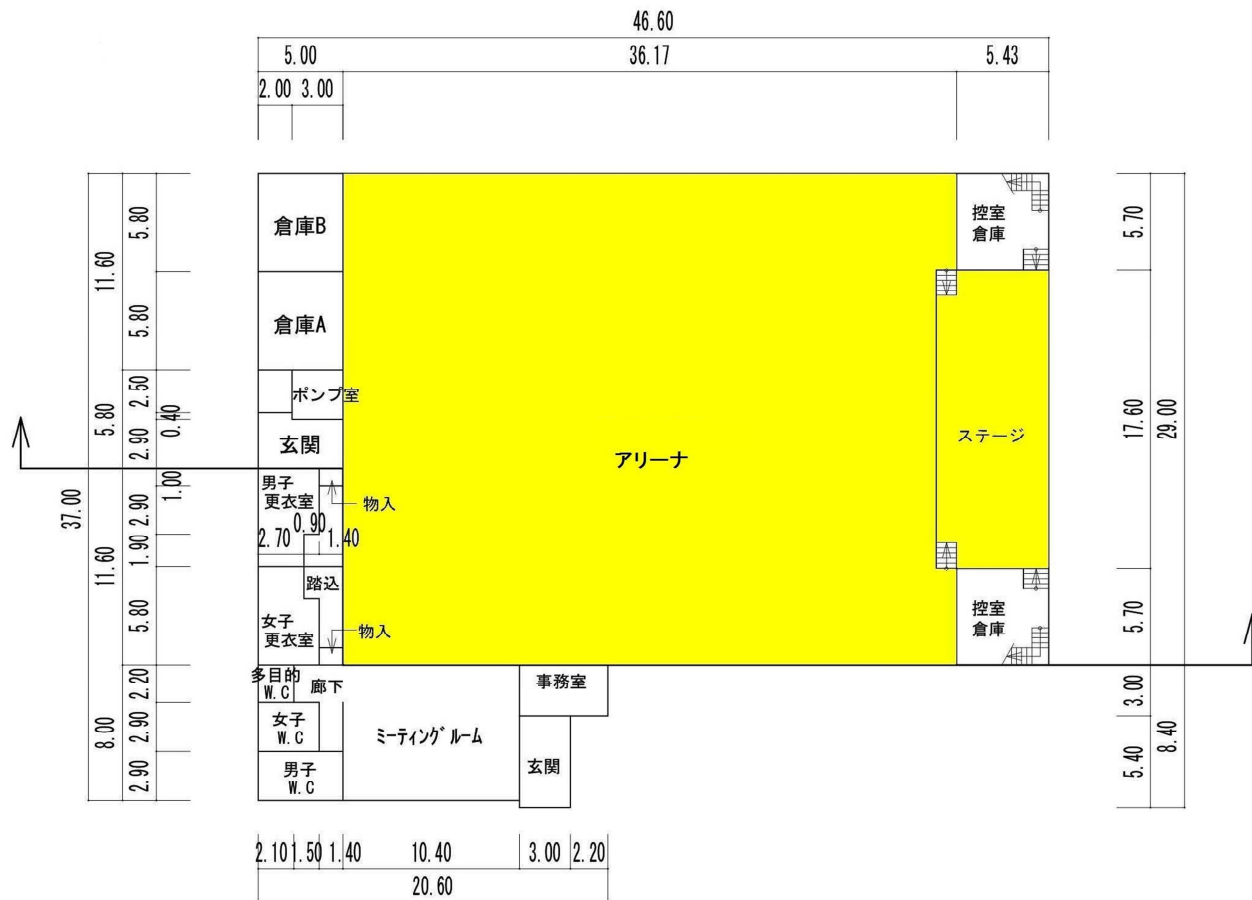 46.60
5.00
36.17
5.43
2.00
3.00
5.80
11.60
5.80
2.50
0.40
5.80
2.90
1.00
37.00
2.90
1.90
11.60
5.80
2.20
8.00
2.90
2.90
倉庫B
倉庫A
ポンプ室
玄関
男子
更衣室
物入
0.90
2.70
1.40
踏込
女子
更衣室
物入
多目的
W.C
廊下
女子
W.C
男子
W.C
ミーティングルーム
事務室
玄関
アリーナ
ステージ
控室
倉庫
控室
倉庫
5.70
17.60
29.00
5.70
3.00
8.40
5.40
2.10
1.50
1.40
10.40
3.00
2.20
20.60